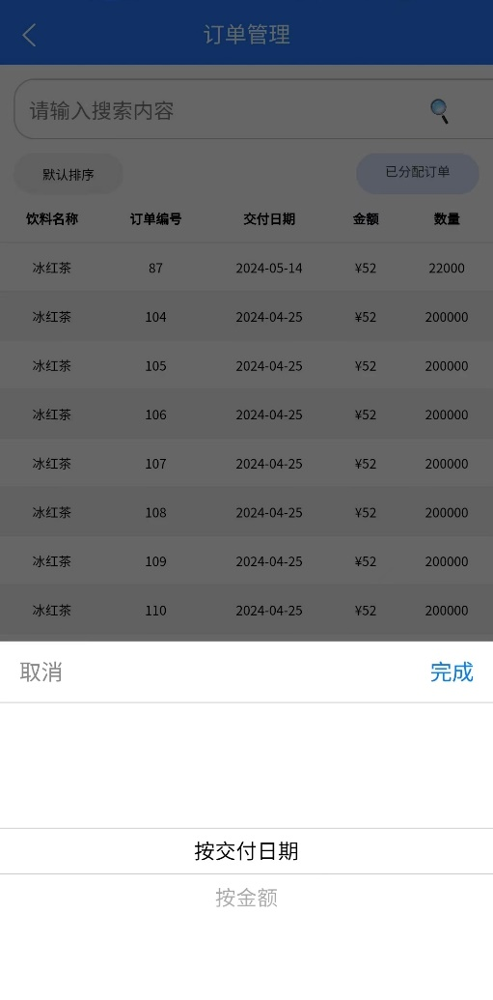 订单管理
请输入搜索内容
默认排序 已分配订单
饮料名称 订单编号 交付日期 金额 数量
冰红茶 87 2024-05-14 ¥52 22000
冰红茶 104 2024-04-25 ¥52 200000
冰红茶 105 2024-04-25 ¥52 200000
冰红茶 106 2024-04-25 ¥52 200000
冰红茶 107 2024-04-25 ¥52 200000
冰红茶 108 2024-04-25 ¥52 200000
冰红茶 109 2024-04-25 ¥52 200000
冰红茶 110 2024-04-25 ¥52 200000
取消 完成
按交付日期
按金额